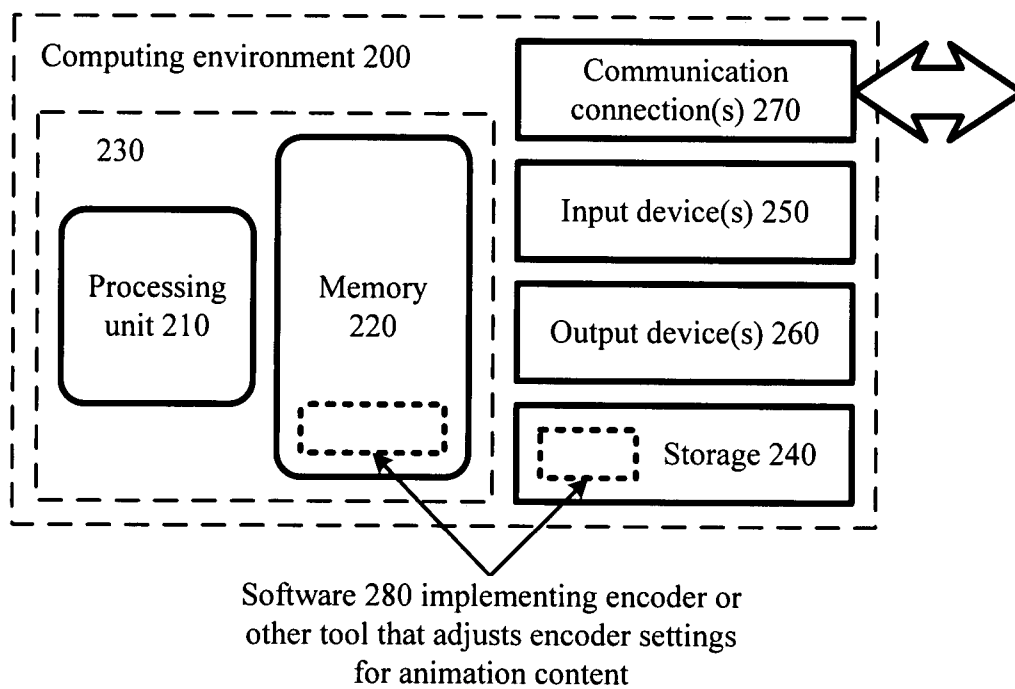 Computing environment 200
230
Processing
unit 210
Memory
220
Communication
connection(s) 270
Input device(s) 250
Output device(s) 260
Storage 240
Software 280 implementing encoder or
other tool that adjusts encoder settings
for animation content